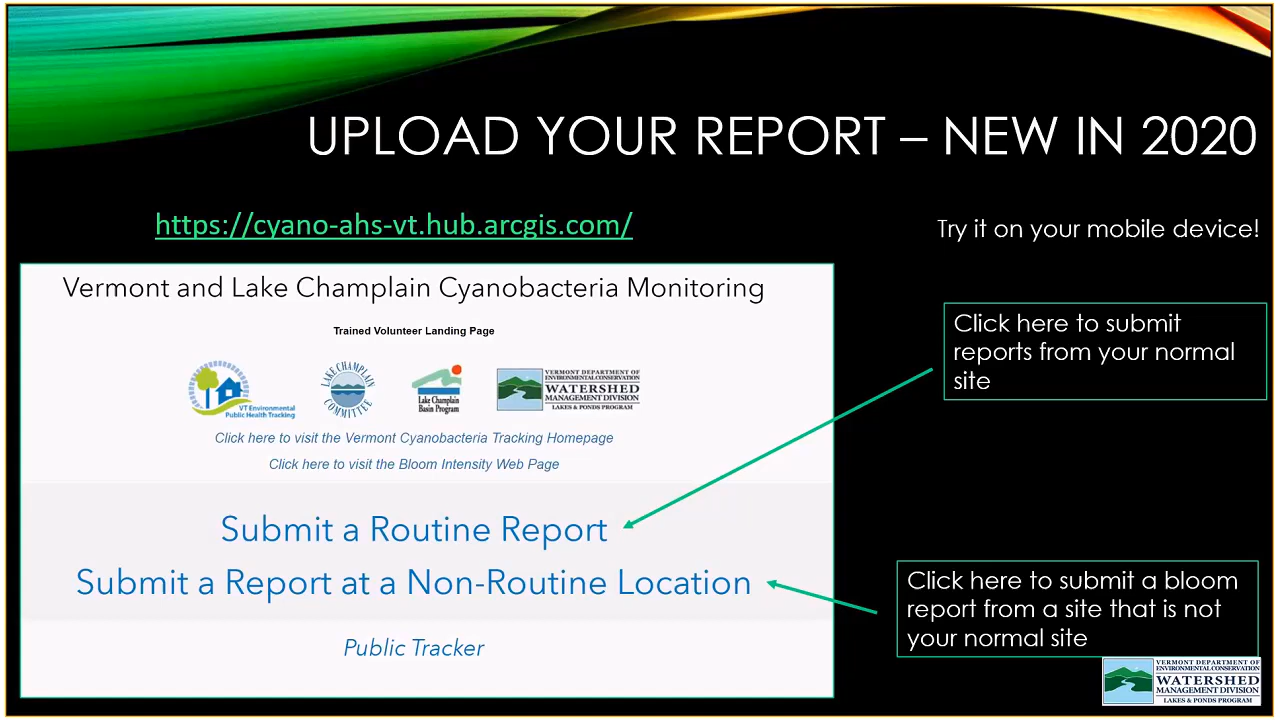 UPLOAD YOUR REPORT – NEW IN 2020
https://cyano-ahs-vt.hub.arcgis.com/
Try it on your mobile device!
Vermont and Lake Champlain Cyanobacteria Monitoring
Trained Volunteer Landing Page
VT Environmental
Public Health Tracking
LAKE CHAMPLAIN
COMMITTEE
Lake Champlain
Basin Program
VERMONT DEPARTMENT OF
ENVIRONMENTAL CONSERVATION
WATERSHED
MANAGEMENT DIVISION
LAKES & PONDS PROGRAM
Click here to visit the Vermont Cyanobacteria Tracking Homepage
Click here to visit the Bloom Intensity Web Page
Submit a Routine Report
Submit a Report at a Non-Routine Location
Public Tracker
Click here to submit
reports from your normal
site
Click here to submit a bloom
report from a site that is not
your normal site
VERMONT DEPARTMENT OF
ENVIRONMENTAL CONSERVATION
WATERSHED
MANAGEMENT DIVISION
LAKES & PONDS PROGRAM